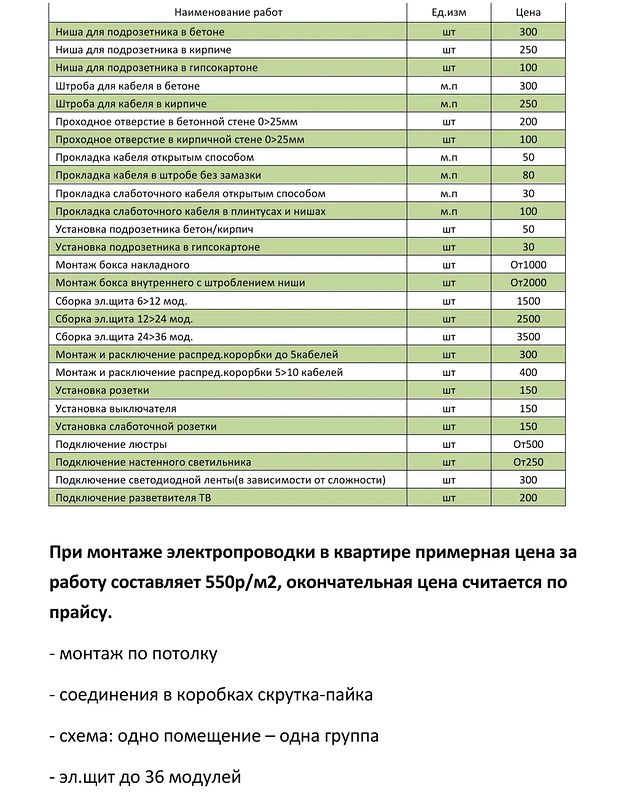 Наименование работ Ед.изм Цена
Ниша для подрозетника в бетоне шт 300
Ниша для подрозетника в кирпиче шт 250
Ниша для подрозетника в гипсокартоне шт 100
Штроба для кабеля в бетоне м.п 300
Штроба для кабеля в кирпиче м.п 250
Проходное отверстие в бетонной стене 0>25мм шт 200
Проходное отверстие в кирпичной стене 0>25мм шт 100
Прокладка кабеля открытым способом м.п 50
Прокладка кабеля в штробе без замазки м.п 80
Прокладка слаботочного кабеля открытым способом м.п 30
Прокладка слаботочного кабеля в плинтусах и нишах м.п 100
Установка подрозетника бетон/кирпич шт 50
Установка подрозетника в гипсокартоне шт 30
Монтаж бокса накладного шт От1000
Монтаж бокса внутреннего с штроблением ниши шт От2000
Сборка эл.щита 6>12 мод. шт 1500
Сборка эл.щита 12>24 мод. шт 2500
Сборка эл.щита 24>36 мод. шт 3500
Монтаж и расключение распред.корорбки до 5кабелей шт 300
Монтаж и расключение распред.корорбки 5>10 кабелей шт 400
Установка розетки шт 150
Установка выключателя шт 150
Установка слаботочной розетки шт 150
Подключение люстры шт От500
Подключение настенного светильника шт От250
Подключение светодиодной ленты(в зависимости от сложности) шт 300
Подключение разветвителя ТВ шт 200
При монтаже электропроводки в квартире примерная цена за
работу составляет 550р/м2, окончательная цена считается по
прайсу.
- монтаж по потолку
- соединения в коробках скрутка-пайка
- схема: одно помещение – одна группа
- эл.щит до 36 модулей